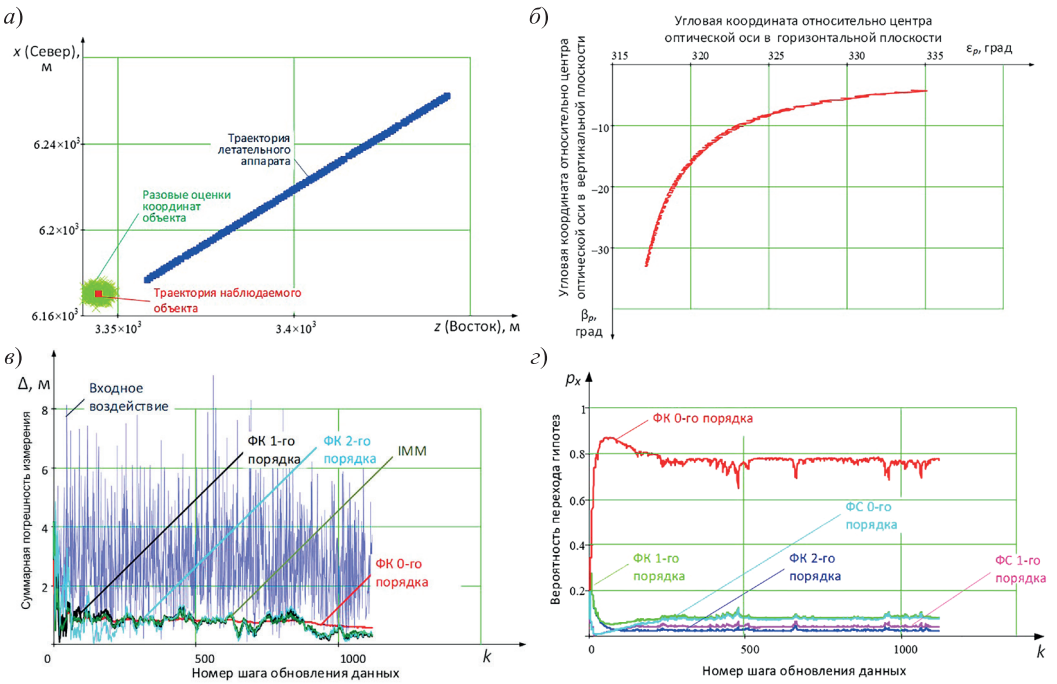 а)
x (Север),
м
6.24×10³
6.2×10³
6.16×10³
Траектория
летательного
аппарата
Разовые оценки
координат
объекта
Траектория наблюдаемого
объекта
3.35×10³
3.4×10³
z (Восток), м
б)
Угловая координата относительно центра
оптической оси в горизонтальной плоскости
εр, град
315
320
325
330
335
Угловая координата относительно центра
оптической оси в вертикальной плоскости
−10
−20
−30
βр,
град
в)
Δ, м
Суммарная погрешность измерения
8
6
4
2
Входное
воздействие
ФК 1-го
порядка
ФК 2-го
порядка
IMM
ФК 0-го
порядка
0
500
1000
k
Номер шага обновления данных
г)
pх
Вероятность перехода гипотез
1
0.8
0.6
0.4
0.2
ФК 0-го порядка
ФС 0-го
порядка
ФК 1-го
порядка
ФК 2-го
порядка
ФС 1-го
порядка
0
500
1000
k
Номер шага обновления данных